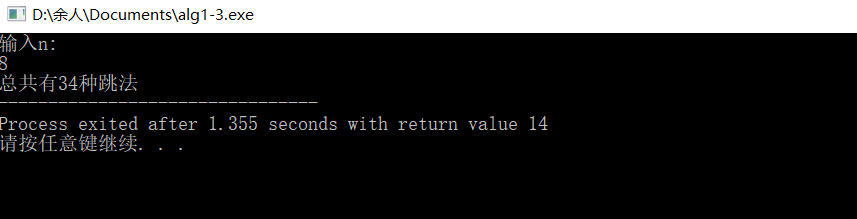 D:\余人\Documents\alg1-3.exe
输入n:
8
总共有34种跳法
--------------------------------
Process exited after 1.355 seconds with return value 14
请按任意键继续. . .